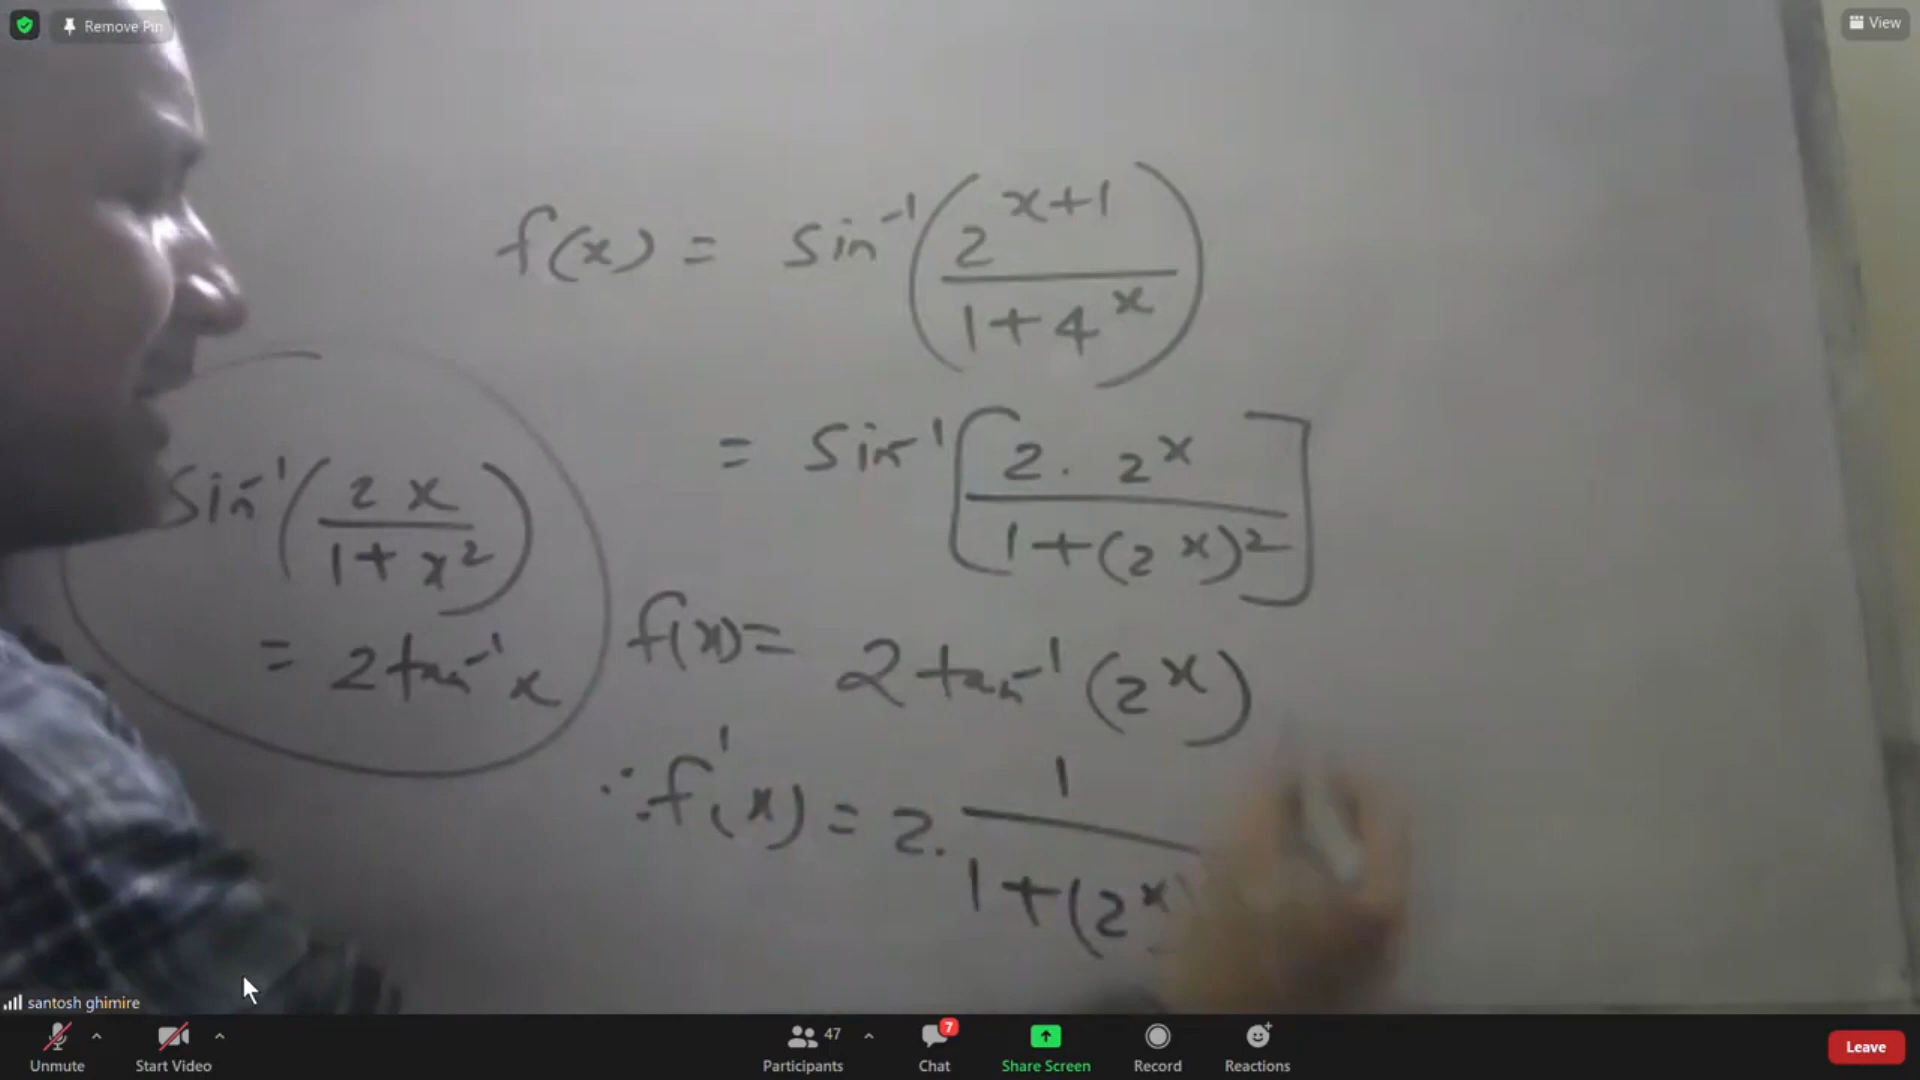 Remove Pin
View
f(x) = sin⁻¹(2^(x+1) / (1+4^x))
= sin⁻¹[2 . 2^x / (1+(2^x)²)]
sin⁻¹(2x / (1+x²))
= 2tan⁻¹x
f(x) = 2tan⁻¹(2^x)
∴ f'(x) = 2. 1 / 1+(2^x
santosh ghimire
Unmute
Start Video
47
Participants
7
Chat
Share Screen
Record
Reactions
Leave